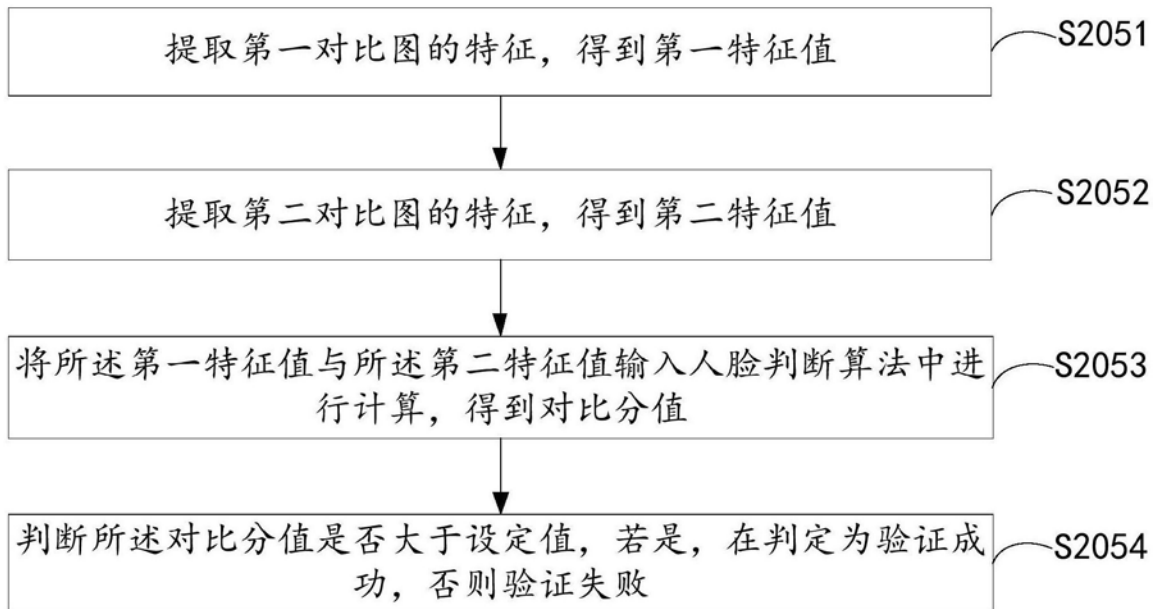 提取第一对比图的特征，得到第一特征值
S2051
提取第二对比图的特征，得到第二特征值
S2052
将所述第一特征值与所述第二特征值输入人脸判断算法中进
行计算，得到对比分值
S2053
判断所述对比分值是否大于设定值，若是，在判定为验证成
功，否则验证失败
S2054